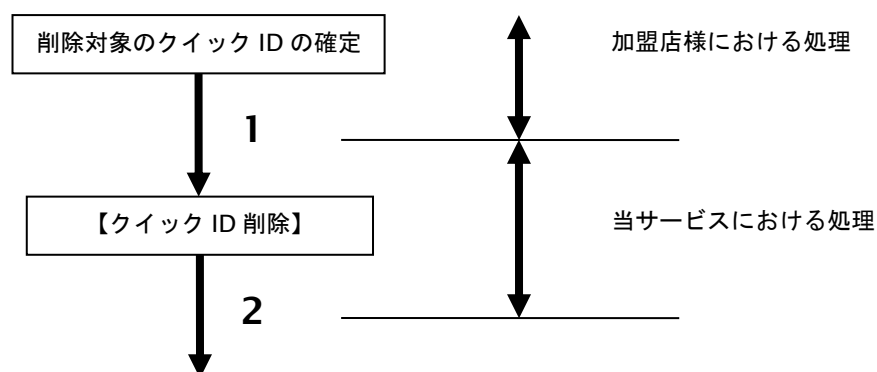 削除対象のクイック ID の確定
加盟店様における処理
1
【クイック ID 削除】
当サービスにおける処理
2